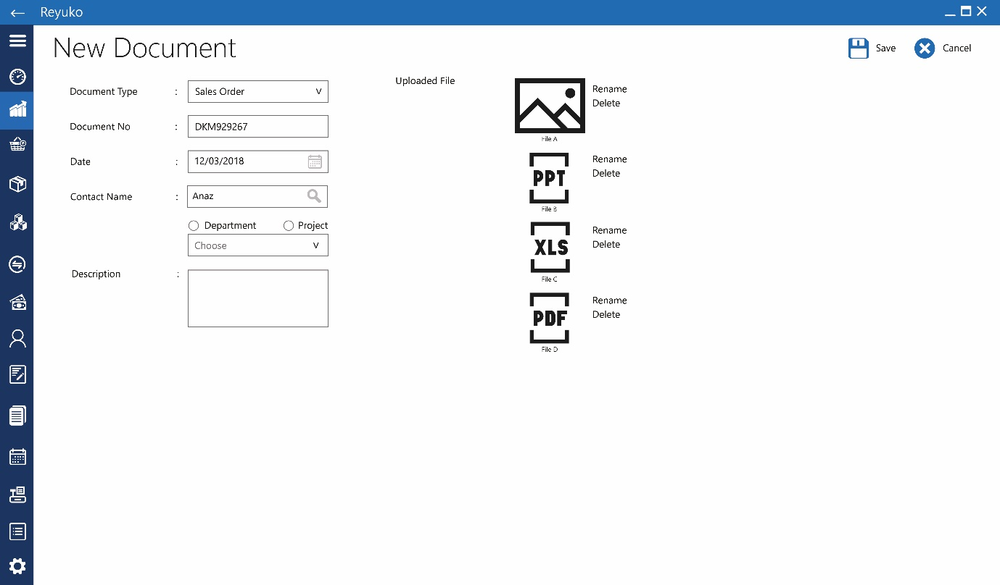 Reyuko
New Document
Save
Cancel
Document Type : Sales Order
Document No : DKM929267
Date : 12/03/2018
Contact Name : Anaz
Department
Project
Choose
Description :
Uploaded File
File A
Rename
Delete
PPT
File B
Rename
Delete
XLS
File C
Rename
Delete
PDF
File D
Rename
Delete